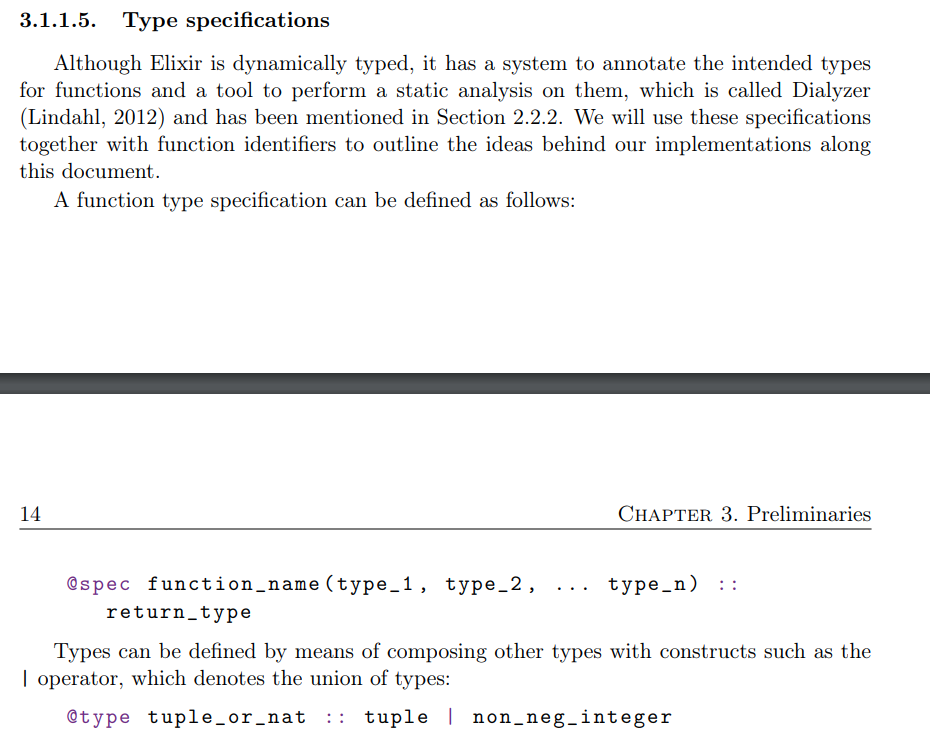 3.1.1.5. Type specifications
Although Elixir is dynamically typed, it has a system to annotate the intended types
for functions and a tool to perform a static analysis on them, which is called Dialyzer
(Lindahl, 2012) and has been mentioned in Section 2.2.2. We will use these specifications
together with function identifiers to outline the ideas behind our implementations along
this document.
A function type specification can be defined as follows:
14 CHAPTER 3. Preliminaries
@spec function_name(type_1, type_2, ... type_n) ::
return_type
Types can be defined by means of composing other types with constructs such as the
| operator, which denotes the union of types:
@type tuple_or_nat :: tuple | non_neg_integer